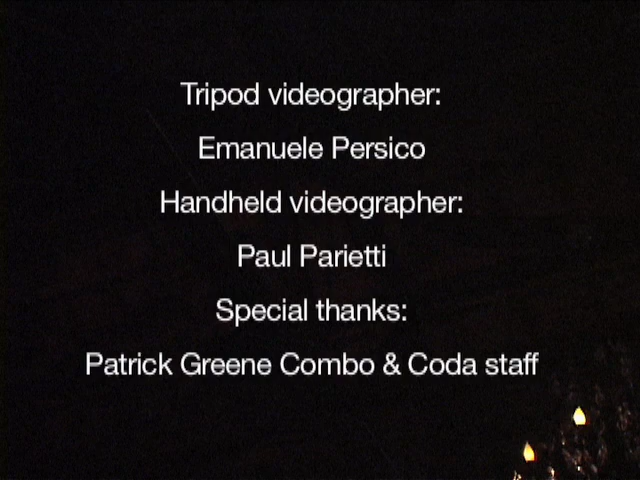 Tripod videographer:
Emanuele Persico
Handheld videographer:
Paul Parietti
Special thanks:
Patrick Greene Combo & Coda staff